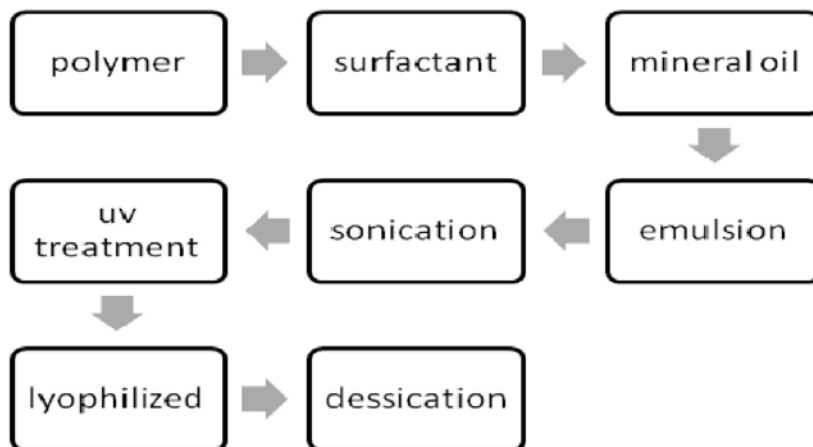 polymer
surfactant
mineral oil
emulsion
sonication
uv
treatment
lyophilized
dessication